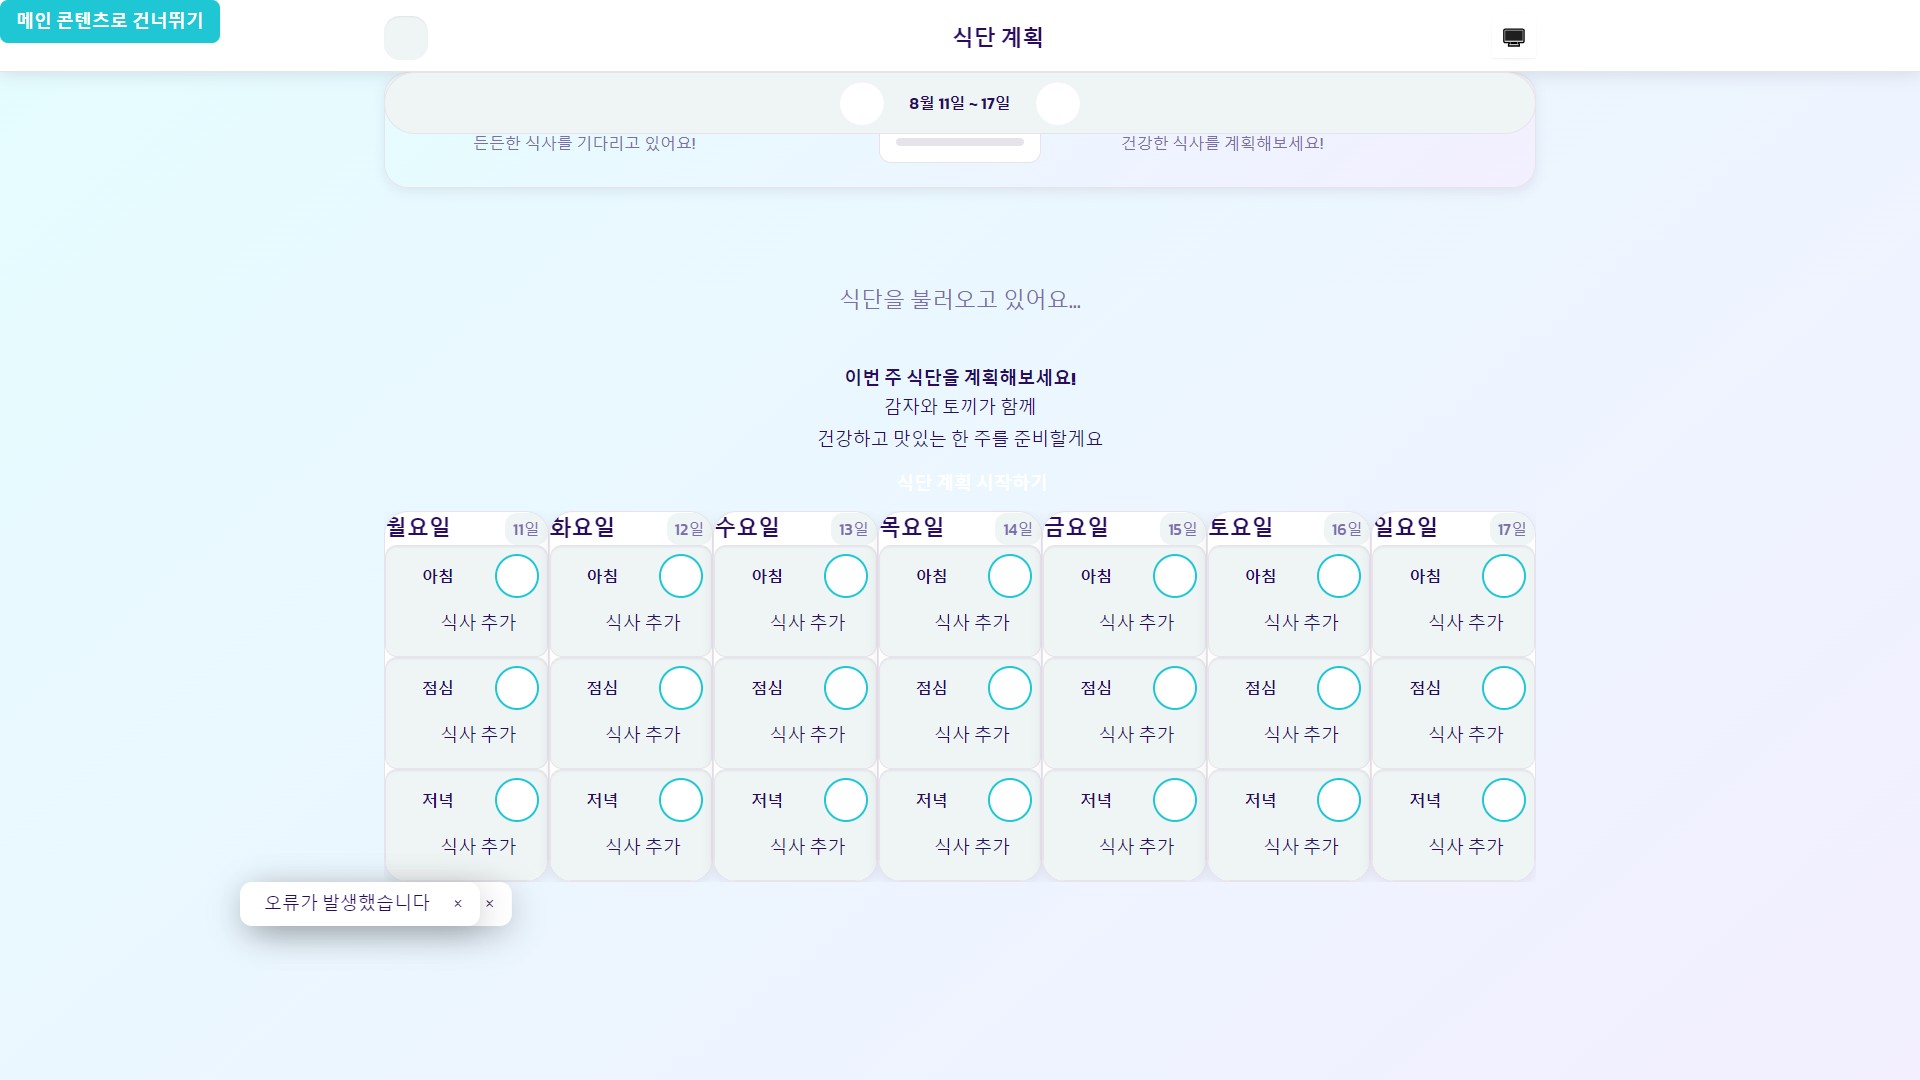 메인 콘텐츠로 건너뛰기
식단 계획
8월 11일 ~ 17일
든든한 식사를 기다리고 있어요!
건강한 식사를 계획해보세요!
식단을 불러오고 있어요...
이번 주 식단을 계획해보세요!
감자와 토끼가 함께
건강하고 맛있는 한 주를 준비할게요
식단 계획 시작하기
월요일 11일 화요일 12일 수요일 13일 목요일 14일 금요일 15일 토요일 16일 일요일 17일
아침 아침 아침 아침 아침 아침 아침
식사 추가 식사 추가 식사 추가 식사 추가 식사 추가 식사 추가 식사 추가
점심 점심 점심 점심 점심 점심 점심
식사 추가 식사 추가 식사 추가 식사 추가 식사 추가 식사 추가 식사 추가
저녁 저녁 저녁 저녁 저녁 저녁 저녁
식사 추가 식사 추가 식사 추가 식사 추가 식사 추가 식사 추가 식사 추가
오류가 발생했습니다 × ×